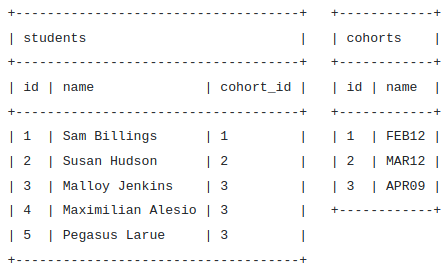 +------------------------------------+   +------------+
| students                           |   | cohorts    |
+------------------------------------+   +------------+
| id | name              | cohort_id |   | id | name  |
+------------------------------------+   +------------+
| 1  | Sam Billings      | 1         |   | 1  | FEB12 |
| 2  | Susan Hudson      | 2         |   | 2  | MAR12 |
| 3  | Malloy Jenkins    | 3         |   | 3  | APR09 |
| 4  | Maximilian Alesio | 3         |   +------------+
| 5  | Pegasus Larue     | 3         |
+------------------------------------+